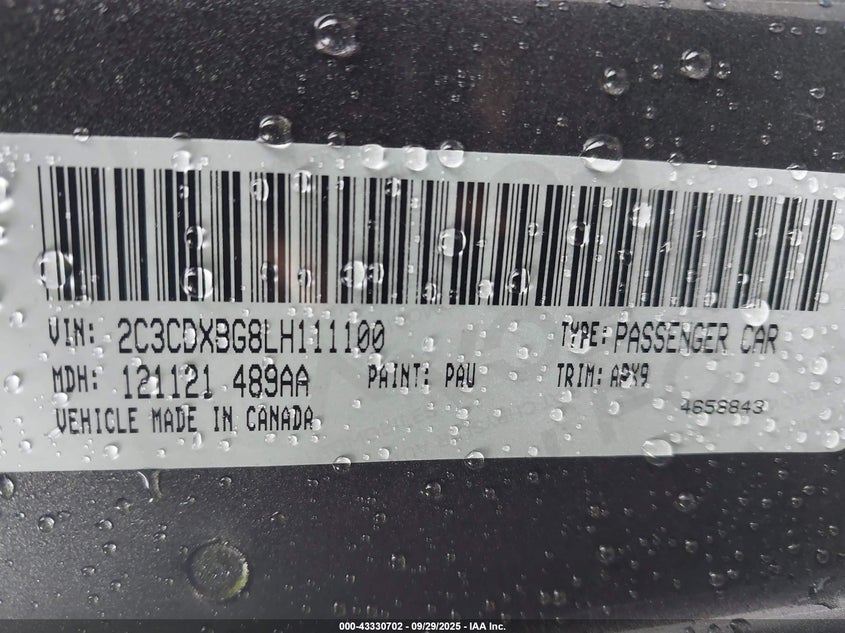 VIN: 2C3CDXBG8LH111100 TYPE: PASSENGER CAR
MDH: 121121 489AA PAINT: PAU TRIM: APX9
VEHICLE MADE IN CANADA
4658843
000-43330702 - 09/29/2025 - IAA Inc.